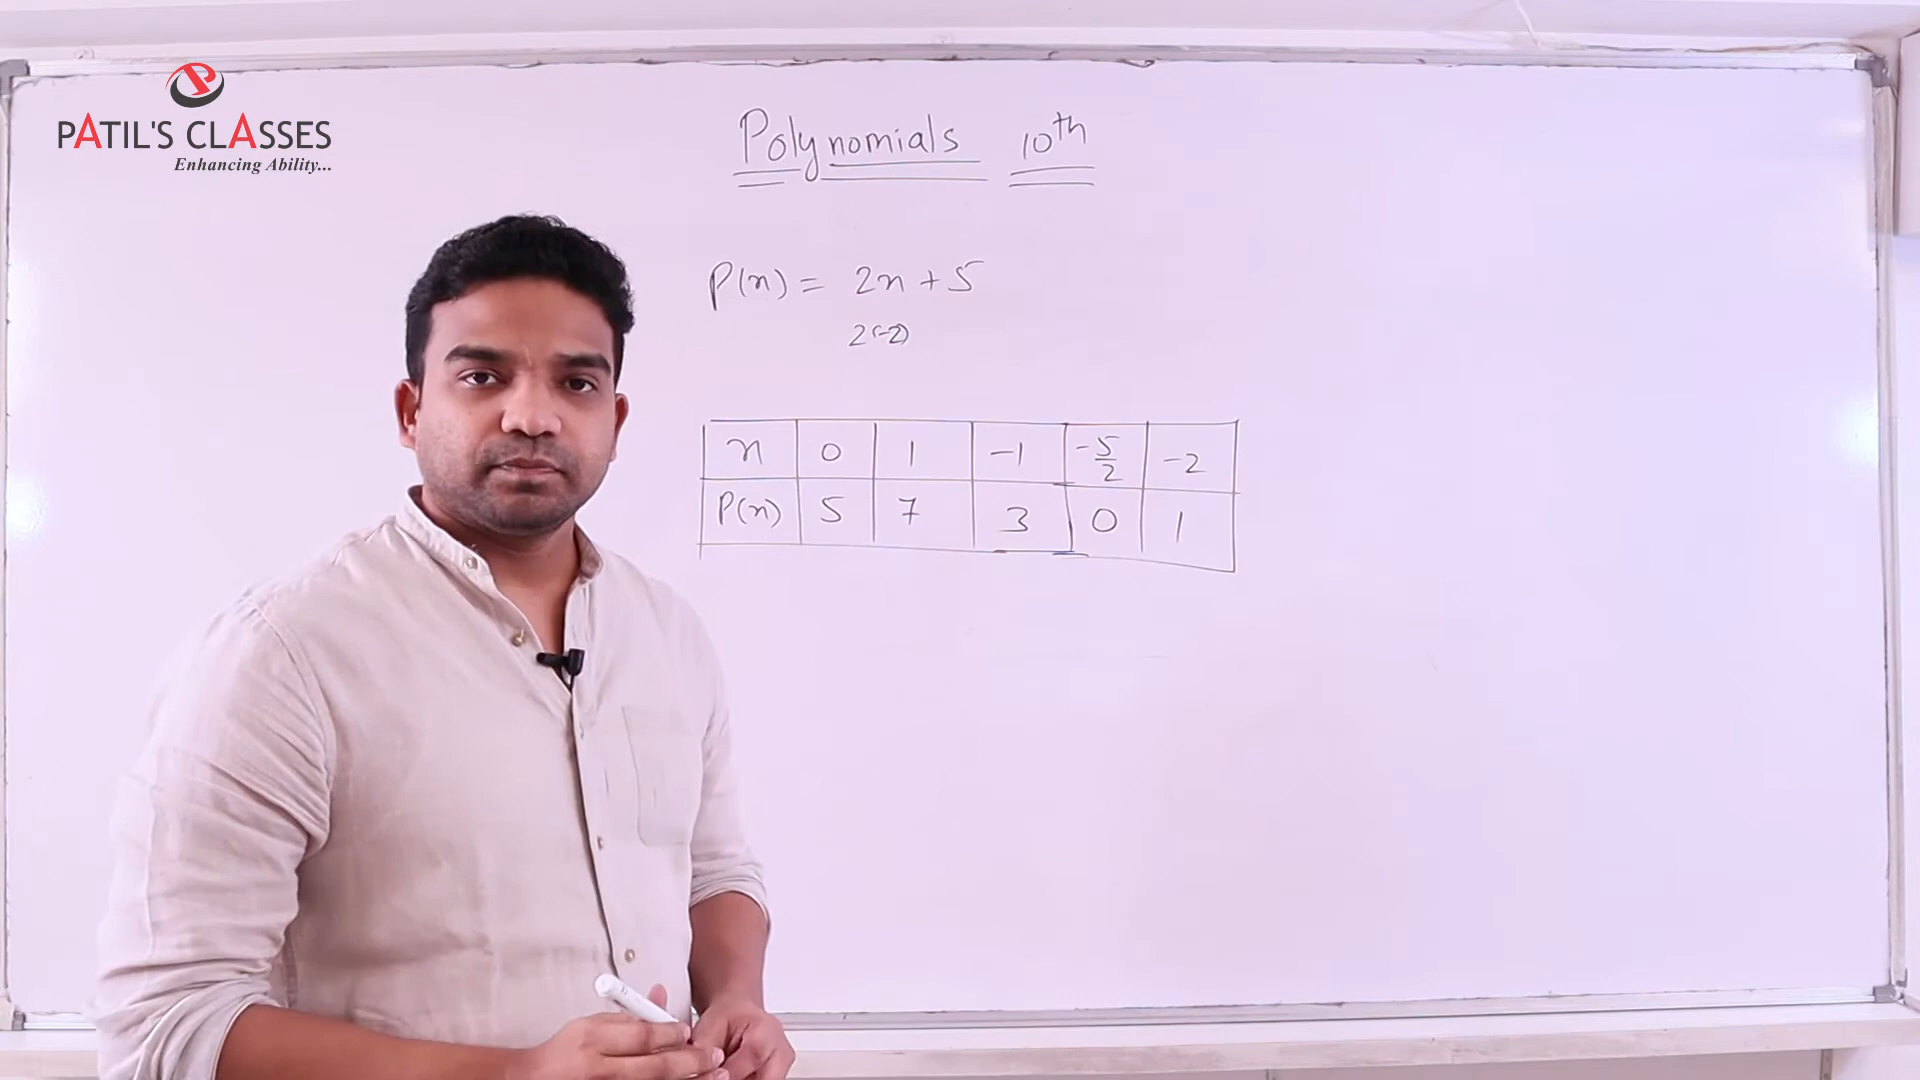 PATIL'S CLASSES
Enhancing Ability...
Polynomials 10th
P(x) = 2x + 5
2(-2)
x 0 1 -1 -5/2 -2
P(x) 5 7 3 0 1